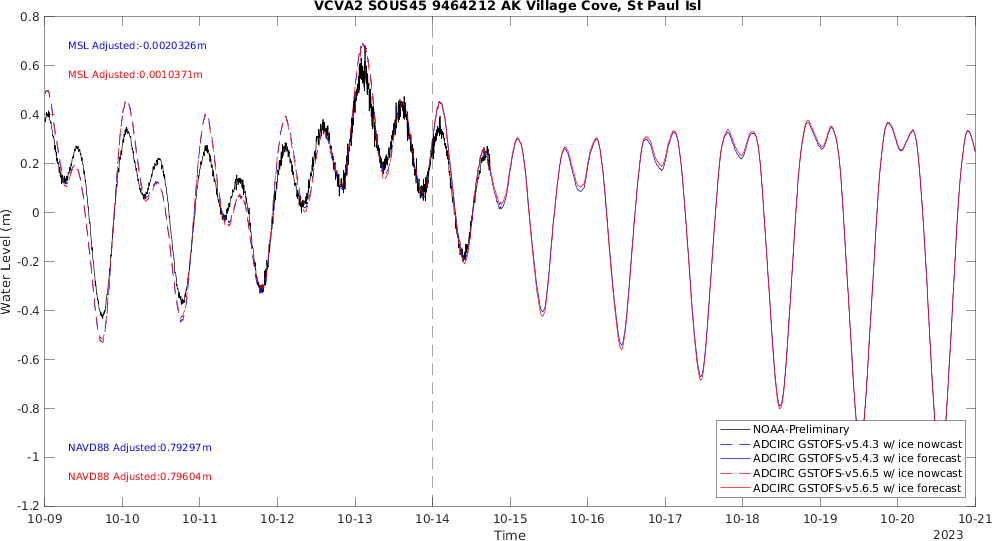 VCVA2 SOUS45 9464212 AK Village Cove, St Paul Isl
0.8
0.6
0.4
0.2
0
-0.2
-0.4
-0.6
-0.8
-1
-1.2
Water Level (m)
MSL Adjusted:-0.0020326m
MSL Adjusted:0.0010371m
NAVD88 Adjusted:0.79297m
NAVD88 Adjusted:0.79604m
NOAA-Preliminary
ADCIRC GSTOFS-v5.4.3 w/ ice nowcast
ADCIRC GSTOFS-v5.4.3 w/ ice forecast
ADCIRC GSTOFS-v5.6.5 w/ ice nowcast
ADCIRC GSTOFS-v5.6.5 w/ ice forecast
10-09 10-10 10-11 10-12 10-13 10-14 10-15 10-16 10-17 10-18 10-19 10-20 10-21
Time
2023